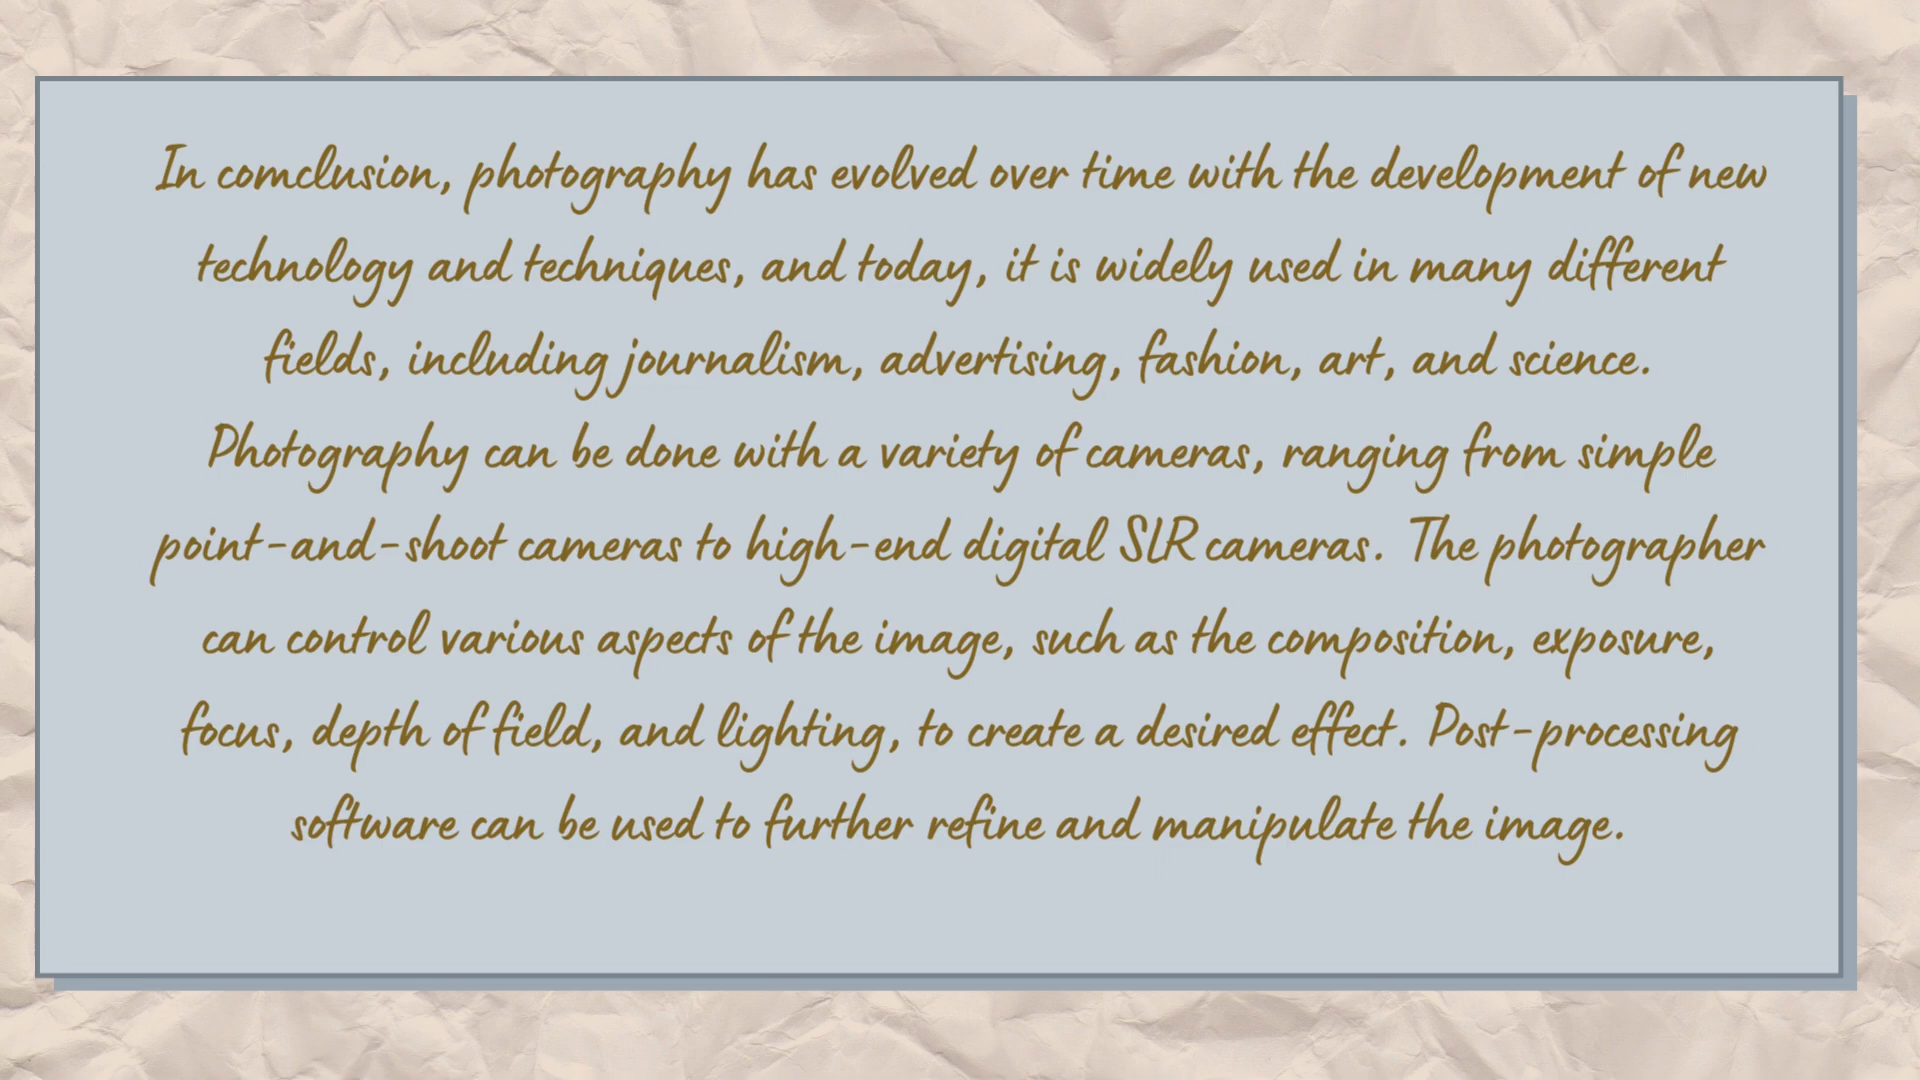 In comclusion, photography has evolved over time with the development of new
technology and techniques, and today, it is widely used in many different
fields, including journalism, advertising, fashion, art, and science.
Photography can be done with a variety of cameras, ranging from simple
point-and-shoot cameras to high-end digital SLR cameras. The photographer
can control various aspects of the image, such as the composition, exposure,
focus, depth of field, and lighting, to create a desired effect. Post-processing
software can be used to further refine and manipulate the image.